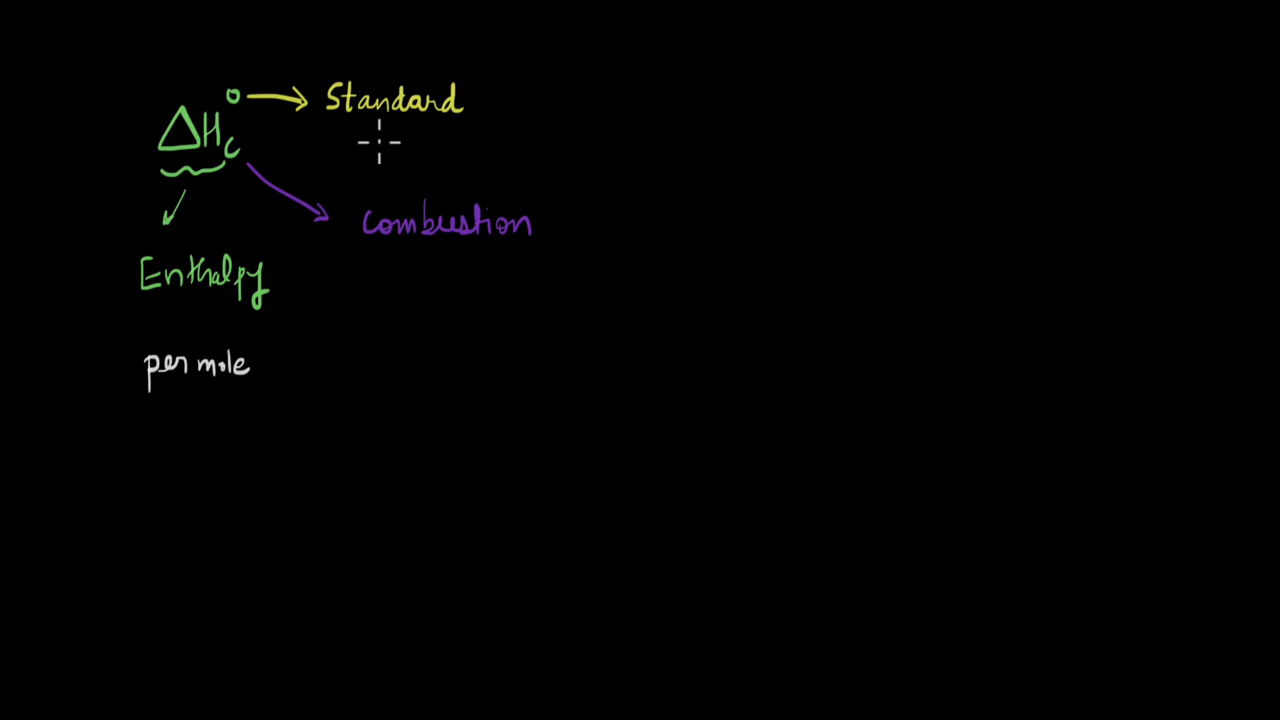 ΔH°c → Standard
Combustion
Enthalpy
per mole